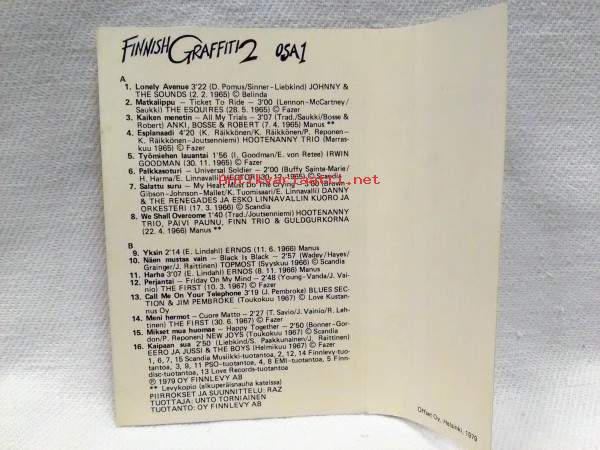 FINNISH GRAFFITI 2 OSA 1
A
1. Lonely Avenue 3'22 (D. Pomus/Sinner-Liebkind) JOHNNY &
THE SOUNDS (2. 2. 1965) © Belinda
2. Matkalippu – Ticket To Ride – 3'00 (Lennon-McCartney/
Saukki) THE ESQUIRES (28. 5. 1965) © Fazer
3. Kaiken menetin – All My Trials – 3'07 (Trad./Saukki/Bosse &
Robert) ANKI, BOSSE & ROBERT (7. 4. 1965) Manus **
4. Esplanaadi 4'20 (K. Räikkönen/K. Räikkönen/P. Reponen-
K. Räikkönen-Joutsenniemi) HOOTENANNY TRIO (Marras-
kuu 1965) © Fazer
5. Työmiehen lauantai 1'56 (I. Goodman/E. von Retee) IRWIN
GOODMAN (30. 11. 1965) © Fazer
6. Palkkasoturi – Universal Soldier – 2'00 (Buffy Sainte-Marie/
H. Harma/E. Linnavalli) 1965) © Scandia
7. Salattu suru – My Heart Must Do The Crying
Gibson-Johnson-Mallet/K. Tuomisaari/E. Linnavalli) DANNY
& THE RENEGADES JA ESKO LINNAVALLIN KUORO JA
ORKESTERI (17. 3. 1966) © Scandia
8. We Shall Overcome 1'40 (Trad./Joutsenniemi) HOOTENANNY
TRIO, PÄIVI PAUNU, FINN TRIO & GULDGURKORNA
Manus **
antikvariaatti.net
B
9. Yksin 2'14 (E. Lindahl) ERNOS (11. 6. 1966) Manus
10. Näen mustaa vain – Black Is Black – 2'57 (Wadey/Hayes/
Grainger/J. Raittinen) TOPMOST (Syyskuu 1966) © Scandia
11. Harha 3'07 (E. Lindahl) ERNOS (8. 11. 1966) Manus
12. Perjantai – Friday On My Mind – 2'48 (Young-Vanda/J. Vai-
nio) THE FIRST (10. 3. 1967) © Fazer
13. Call Me On Your Telephone 3'19 (J. Pembroke) BLUES SEC-
TION & JIM PEMBROKE (Toukokuu 1967) © Love Kustan-
nus Oy
14. Meni hermot – Cuore Matto – 2'27 (T. Savio/J. Vainio/R. Leh-
tinen) THE FIRST (30. 6. 1967) © Fazer
15. Mikset mua huomaa – Happy Together – 2'50 (Bonner-Gor-
don/P. Reponen) NEW JOYS (Toukokuu 1967) © Scandia
16. Kaipaan sua 2'50 (Liebkind/S. Paakkunainen/J. Raittinen)
EERO JA JUSSI & THE BOYS (Helmikuu 1967) © Fazer
1, 6, 7, 15 Scandia Musiikki-tuotantoa, 2, 12, 14 Finnlevy-tuo-
tantoa, 3, 9, 11 PSO-tuotantoa, 4, 8 EMI-tuotantoa, 5 Finn-
disc-tuotantoa, 13 Love Records-tuotantoa
℗ 1979 OY FINNLEVY AB
** Levykopio (alkuperäisnauha kateissa)
PIIRROKSET JA SUUNNITTELU: RAZ
TUOTTAJA: UNTO TORNIAINEN
TUOTANTO: OY FINNLEVY AB
Offset Oy, Helsinki, 1979